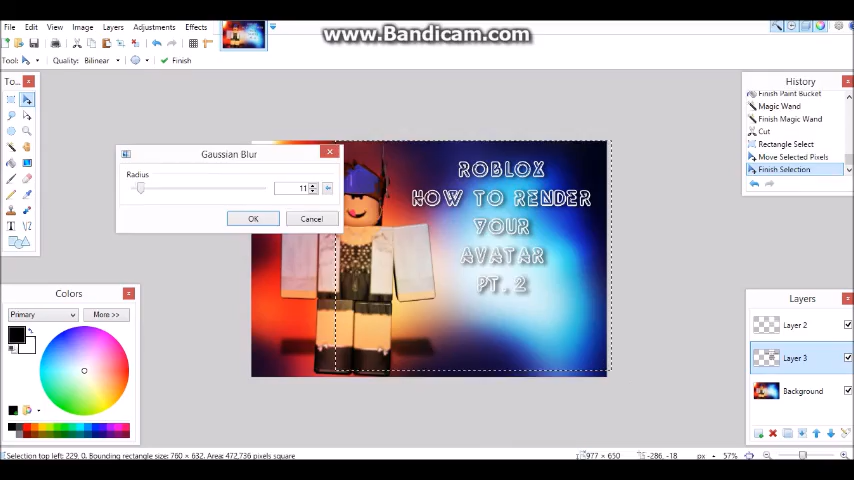 www.Bandicam.com
File Edit View Image Layers Adjustments Effects
Tool: Quality: Bilinear Finish
To...
History
Finish Paint Bucket
Magic Wand
Finish Magic Wand
Cut
Rectangle Select
Move Selected Pixels
Finish Selection
Gaussian Blur
Radius
11
OK Cancel
ROBLOX
HOW TO RENDER
YOUR
AVATAR
PT.2
Colors
Primary More >>
Layers
Layer 2
Layer 3
Background
Selection top left: 229, 0. Bounding rectangle size: 760 x 632. Area: 472,736 pixels square 977 x 650 -286, -18 px 57%